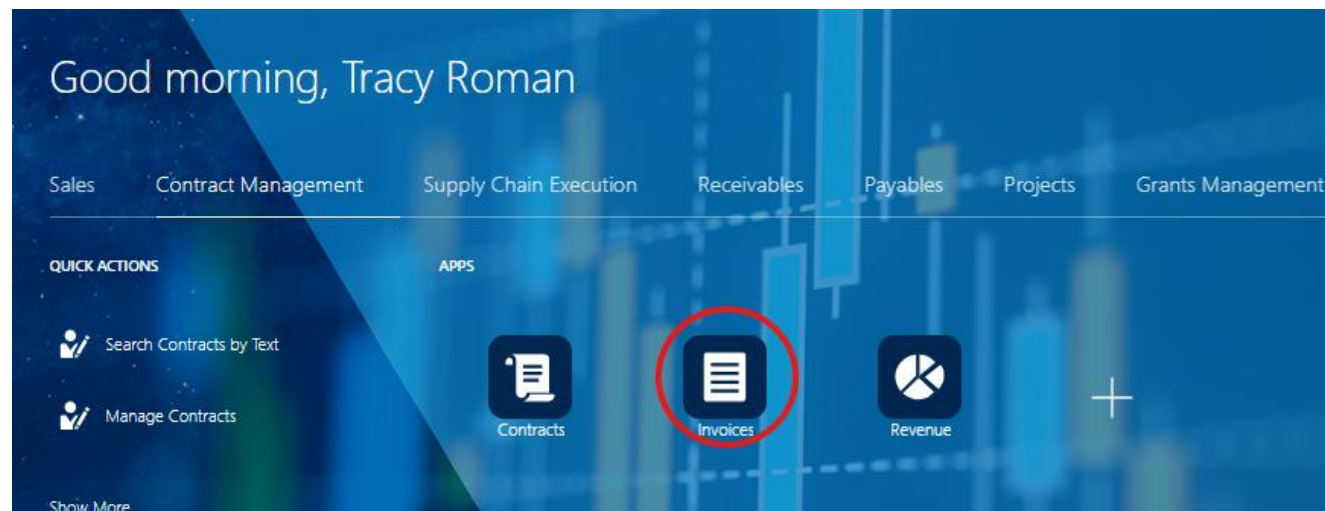 Good morning, Tracy Roman
Sales Contract Management Supply Chain Execution Receivables Payables Projects Grants Management
QUICK ACTIONS APPS
Search Contracts by Text
Manage Contracts
Contracts Invoices Revenue
Show More